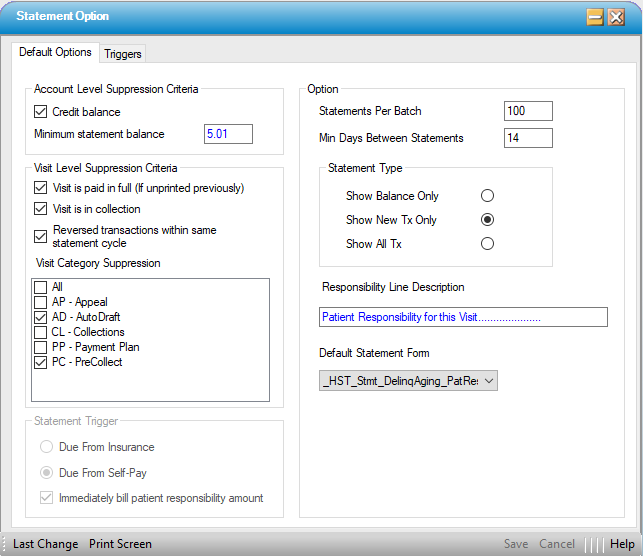 Statement Option
Default Options
Triggers
Account Level Suppression Criteria
Credit balance
Minimum statement balance
5.01
Visit Level Suppression Criteria
Visit is paid in full (If unprinted previously)
Visit is in collection
Reversed transactions within same
statement cycle
Visit Category Suppression
All
AP - Appeal
AD - AutoDraft
CL - Collections
PP - Payment Plan
PC - PreCollect
Statement Trigger
Due From Insurance
Due From Self-Pay
Immediately bill patient responsibility amount
Option
Statements Per Batch
100
Min Days Between Statements
14
Statement Type
Show Balance Only
Show New Tx Only
Show All Tx
Responsibility Line Description
Patient Responsibility for this Visit.....................
Default Statement Form
_HST_Stmt_DelinqAging_PatRes
Last Change
Print Screen
Save
Cancel
Help